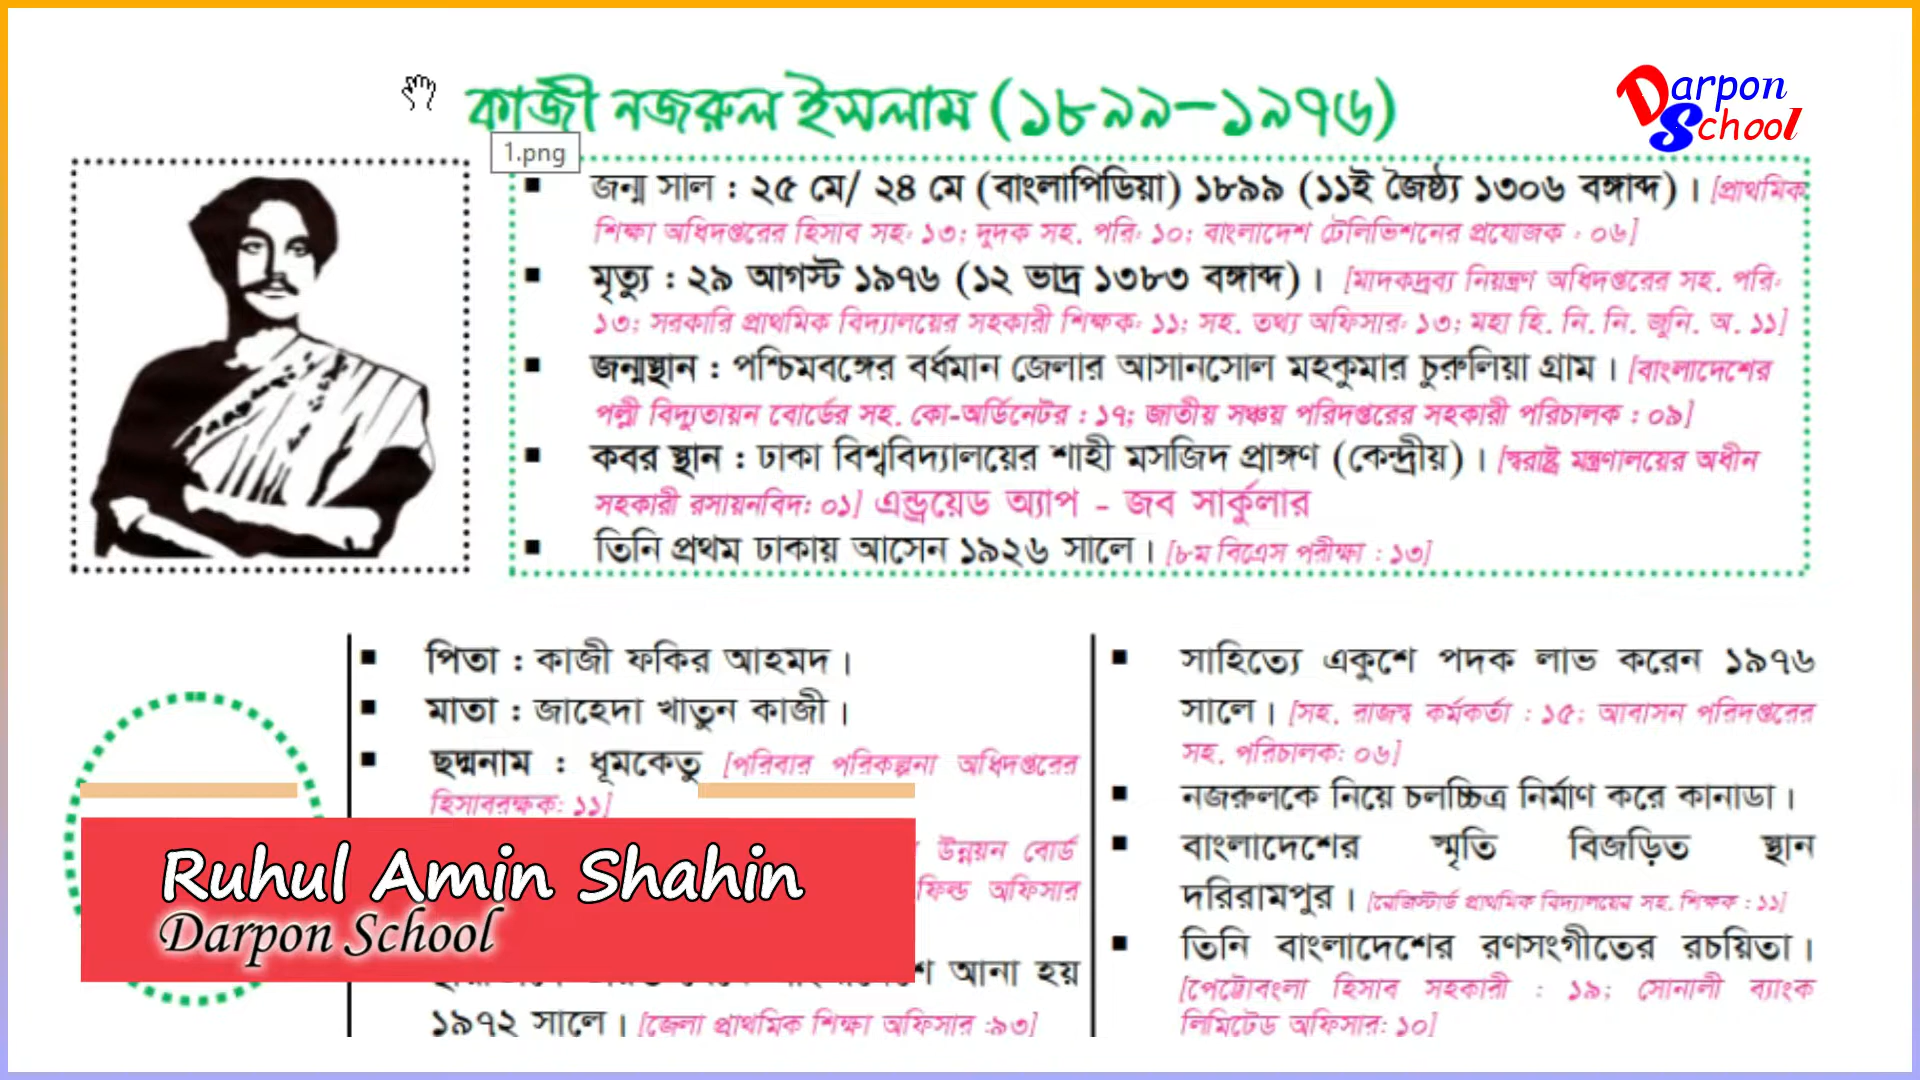 কাজী নজরুল ইসলাম (১৮৯৯–১৯৭৬)
Darpon
School
1.png
▪ জন্ম সাল : ২৫ মে/ ২৪ মে (বাংলাপিডিয়া) ১৮৯৯ (১১ই জৈষ্ঠ্য ১৩০৬ বঙ্গাব্দ)। [প্রাথমিক
শিক্ষা অধিদপ্তরের হিসাব সহ: ১৩; দুদক সহ. পরি: ১০; বাংলাদেশ টেলিভিশনের প্রযোজক : ০৬]
▪ মৃত্যু : ২৯ আগস্ট ১৯৭৬ (১২ ভাদ্র ১৩৮৩ বঙ্গাব্দ)। [মাদকদ্রব্য নিয়ন্ত্রণ অধিদপ্তরের সহ. পরি:
১৩; সরকারি প্রাথমিক বিদ্যালয়ের সহকারী শিক্ষক: ১১; সহ. তথ্য অফিসার: ১৩; মহা হি. নি. নি. জুনি. অ. ১১]
▪ জন্মস্থান : পশ্চিমবঙ্গের বর্ধমান জেলার আসানসোল মহকুমার চুরুলিয়া গ্রাম। [বাংলাদেশের
পল্লী বিদ্যুতায়ন বোর্ডের সহ. কো-অর্ডিনেটর : ১৭; জাতীয় সঞ্চয় পরিদপ্তরের সহকারী পরিচালক : ০৯]
▪ কবর স্থান : ঢাকা বিশ্ববিদ্যালয়ের শাহী মসজিদ প্রাঙ্গণ (কেন্দ্রীয়)। [স্বরাষ্ট্র মন্ত্রণালয়ের অধীন
সহকারী রসায়নবিদ: ০১] এন্ড্রয়েড অ্যাপ - জব সার্কুলার
▪ তিনি প্রথম ঢাকায় আসেন ১৯২৬ সালে। [৮ম বিএেস পরীক্ষা : ১৩]
▪ পিতা : কাজী ফকির আহমদ।
▪ মাতা : জাহেদা খাতুন কাজী।
▪ ছদ্মনাম : ধূমকেতু [পরিবার পরিকল্পনা অধিদপ্তরের
হিসাবরক্ষক: ১১]
উন্নয়ন বোর্ড
ফিল্ড অফিসার
আনা হয়
১৯৭২ সালে। [জেলা প্রাথমিক শিক্ষা অফিসার :৯৩]
Ruhul Amin Shahin
Darpon School
▪ সাহিত্যে একুশে পদক লাভ করেন ১৯৭৬
সালে। [সহ. রাজস্ব কর্মকর্তা : ১৫; আবাসন পরিদপ্তরের
সহ. পরিচালক: ০৬]
▪ নজরুলকে নিয়ে চলচ্চিত্র নির্মাণ করে কানাডা।
▪ বাংলাদেশের স্মৃতি বিজড়িত স্থান
দরিরামপুর। [রেজিস্টার্ড প্রাথমিক বিদ্যালয়ের সহ. শিক্ষক : ১১]
▪ তিনি বাংলাদেশের রণসংগীতের রচয়িতা।
[পেট্রোবাংলা হিসাব সহকারী : ১৯; সোনালী ব্যাংক
লিমিটেড অফিসার: ১০]